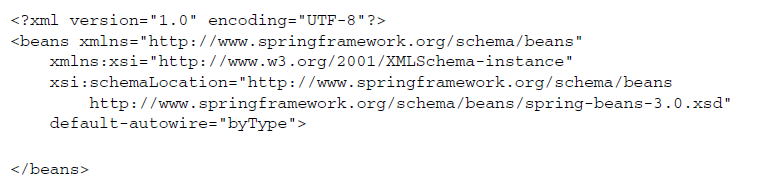 <?xml version="1.0" encoding="UTF-8"?>
<beans xmlns="http://www.springframework.org/schema/beans"
    xmlns:xsi="http://www.w3.org/2001/XMLSchema-instance"
    xsi:schemaLocation="http://www.springframework.org/schema/beans
        http://www.springframework.org/schema/beans/spring-beans-3.0.xsd"
    default-autowire="byType">

</beans>